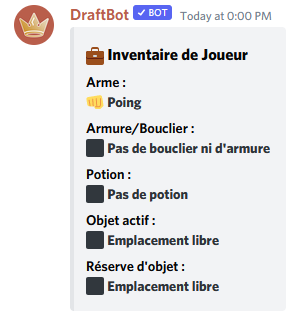 DraftBot ✓ BOT Today at 0:00 PM
Inventaire de Joueur
Arme :
Poing
Armure/Bouclier :
Pas de bouclier ni d'armure
Potion :
Pas de potion
Objet actif :
Emplacement libre
Réserve d'objet :
Emplacement libre